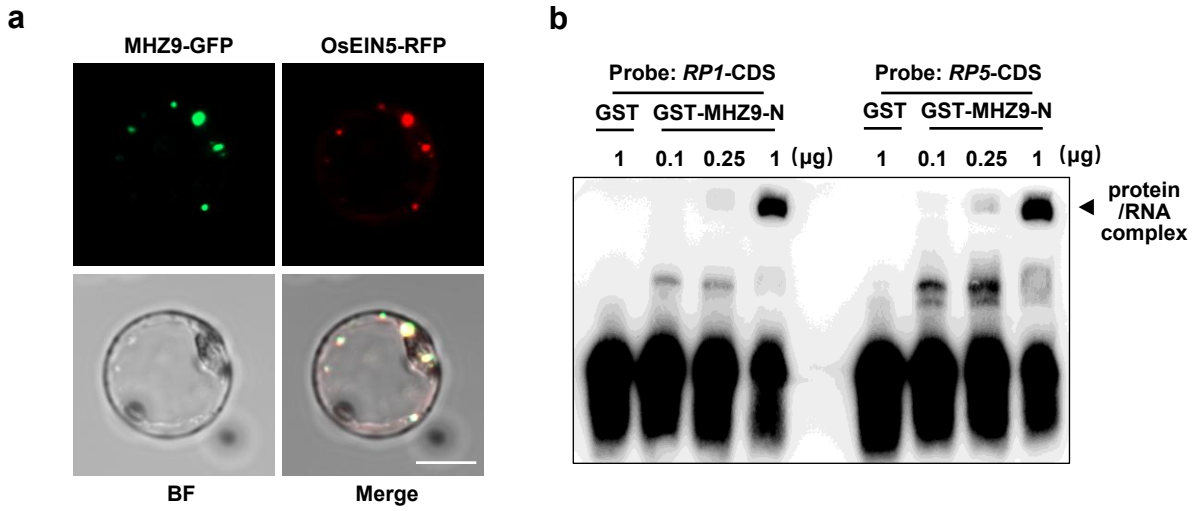 a
MHZ9-GFP OsEIN5-RFP
BF Merge
b
Probe: RP1-CDS Probe: RP5-CDS
GST GST-MHZ9-N GST GST-MHZ9-N
1 0.1 0.25 1 (μg) 1 0.1 0.25 1 (μg)
protein
/RNA
complex